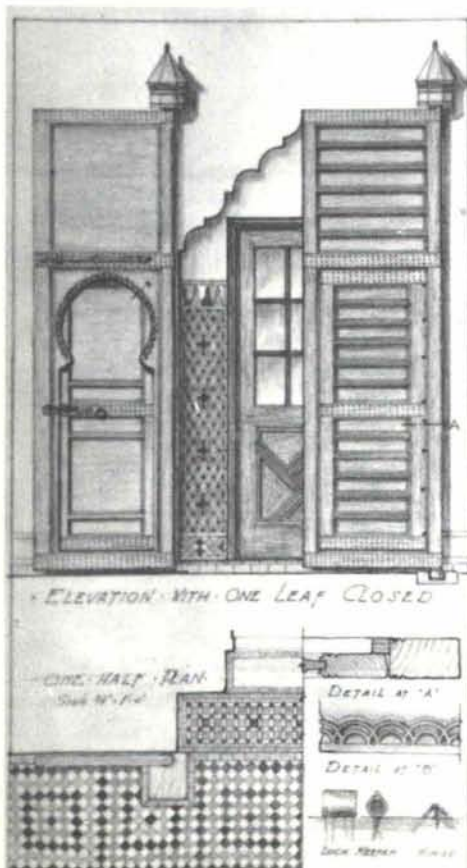 · ELEVATION · WITH · ONE LEAF CLOSED
A
ONE · HALF · PLAN ·
DETAIL AT 'A'
DETAIL AT 'B'